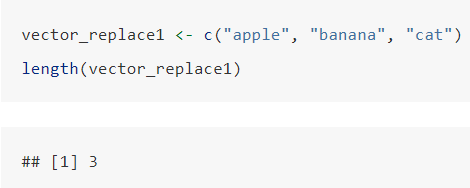 vector_replace1 <- c("apple", "banana", "cat")
length(vector_replace1)
## [1] 3